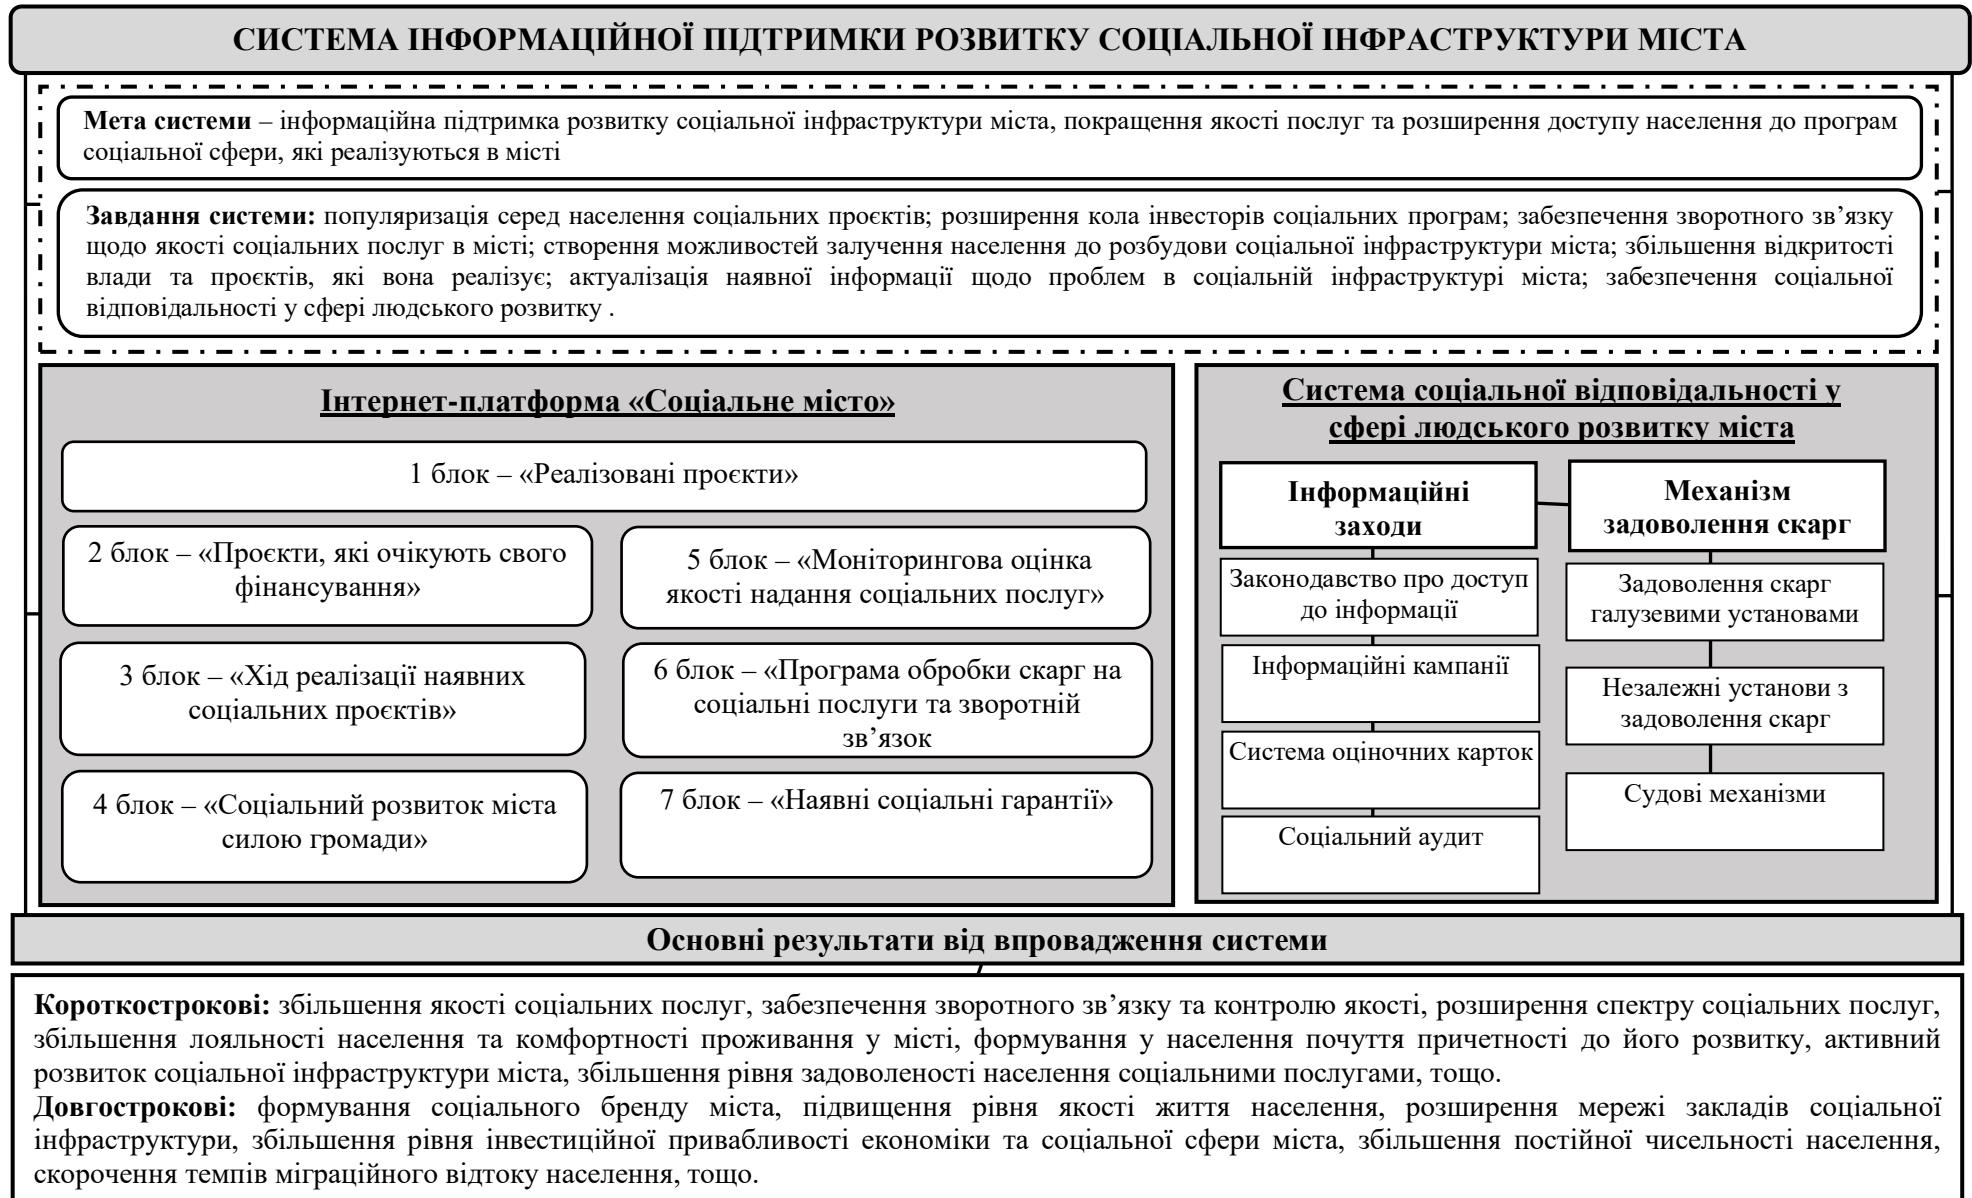 СИСТЕМА ІНФОРМАЦІЙНОЇ ПІДТРИМКИ РОЗВИТКУ СОЦІАЛЬНОЇ ІНФРАСТРУКТУРИ МІСТА
Мета системи – інформаційна підтримка розвитку соціальної інфраструктури міста, покращення якості послуг та розширення доступу населення до програм
соціальної сфери, які реалізуються в місті
Завдання системи: популяризація серед населення соціальних проєктів; розширення кола інвесторів соціальних програм; забезпечення зворотного зв’язку
щодо якості соціальних послуг в місті; створення можливостей залучення населення до розбудови соціальної інфраструктури міста; збільшення відкритості
влади та проєктів, які вона реалізує; актуалізація наявної інформації щодо проблем в соціальній інфраструктурі міста; забезпечення соціальної
відповідальності у сфері людського розвитку .
Інтернет-платформа «Соціальне місто»
1 блок – «Реалізовані проєкти»
2 блок – «Проєкти, які очікують свого
фінансування»
3 блок – «Хід реалізації наявних
соціальних проєктів»
4 блок – «Соціальний розвиток міста
силою громади»
5 блок – «Моніторингова оцінка
якості надання соціальних послуг»
6 блок – «Програма обробки скарг на
соціальні послуги та зворотній
зв’язок
7 блок – «Наявні соціальні гарантії»
Система соціальної відповідальності у
сфері людського розвитку міста
Інформаційні
заходи
Законодавство про доступ
до інформації
Інформаційні кампанії
Система оціночних карток
Соціальний аудит
Механізм
задоволення скарг
Задоволення скарг
галузевими установами
Незалежні установи з
задоволення скарг
Судові механізми
Основні результати від впровадження системи
Короткострокові: збільшення якості соціальних послуг, забезпечення зворотного зв’язку та контролю якості, розширення спектру соціальних послуг,
збільшення лояльності населення та комфортності проживання у місті, формування у населення почуття причетності до його розвитку, активний
розвиток соціальної інфраструктури міста, збільшення рівня задоволеності населення соціальними послугами, тощо.
Довгострокові: формування соціального бренду міста, підвищення рівня якості життя населення, розширення мережі закладів соціальної
інфраструктури, збільшення рівня інвестиційної привабливості економіки та соціальної сфери міста, збільшення постійної чисельності населення,
скорочення темпів міграційного відтоку населення, тощо.